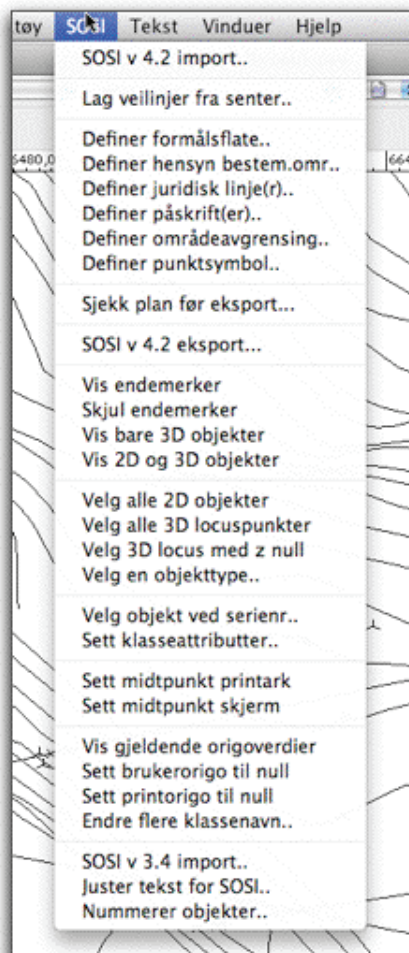 tøy SOSI Tekst Vinduer Hjelp
SOSI v 4.2 import..
Lag veilinjer fra senter..
Definer formålsflate..
6480,0
Definer hensyn bestem.omr..
664
Definer juridisk linje(r)..
Definer påskrift(er)..
Definer områdeavgrensing..
Definer punktsymbol..
Sjekk plan før eksport...
SOSI v 4.2 eksport...
Vis endemerker
Skjul endemerker
Vis bare 3D objekter
Vis 2D og 3D objekter
Velg alle 2D objekter
Velg alle 3D locuspunkter
Velg 3D locus med z null
Velg en objekttype..
Velg objekt ved serienr..
Sett klasseattributter..
Sett midtpunkt printark
Sett midtpunkt skjerm
Vis gjeldende origoverdier
Sett brukerorigo til null
Sett printorigo til null
Endre flere klassenavn..
SOSI v 3.4 import..
Juster tekst for SOSI..
Nummerer objekter..